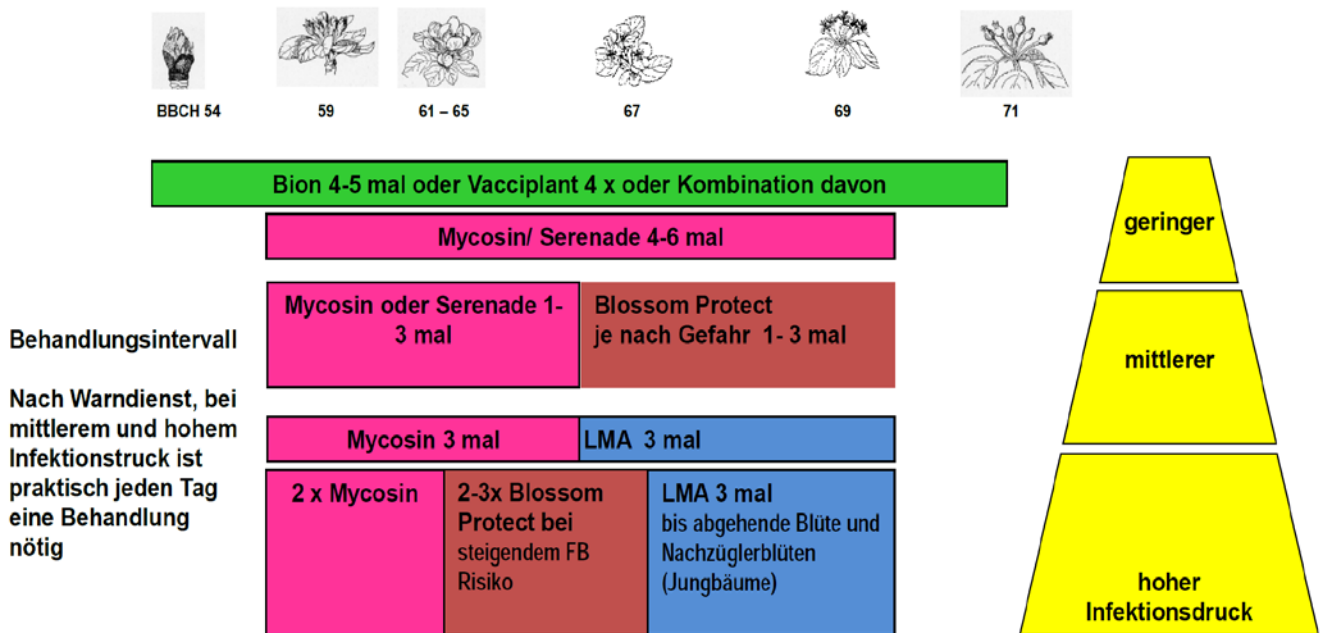 BBCH 54
59
61 – 65
67
69
71
Bion 4-5 mal oder Vacciplant 4 x oder Kombination davon
Mycosin/ Serenade 4-6 mal
Mycosin oder Serenade 1-
3 mal
Blossom Protect
je nach Gefahr 1- 3 mal
Behandlungsintervall
Nach Warndienst, bei
mittlerem und hohem
Infektionstruck ist
praktisch jeden Tag
eine Behandlung
nötig
Mycosin 3 mal
LMA 3 mal
2 x Mycosin
2-3x Blossom
Protect bei
steigendem FB
Risiko
LMA 3 mal
bis abgehende Blüte und
Nachzüglerblüten
(Jungbäume)
geringer
mittlerer
hoher
Infektionsdruck